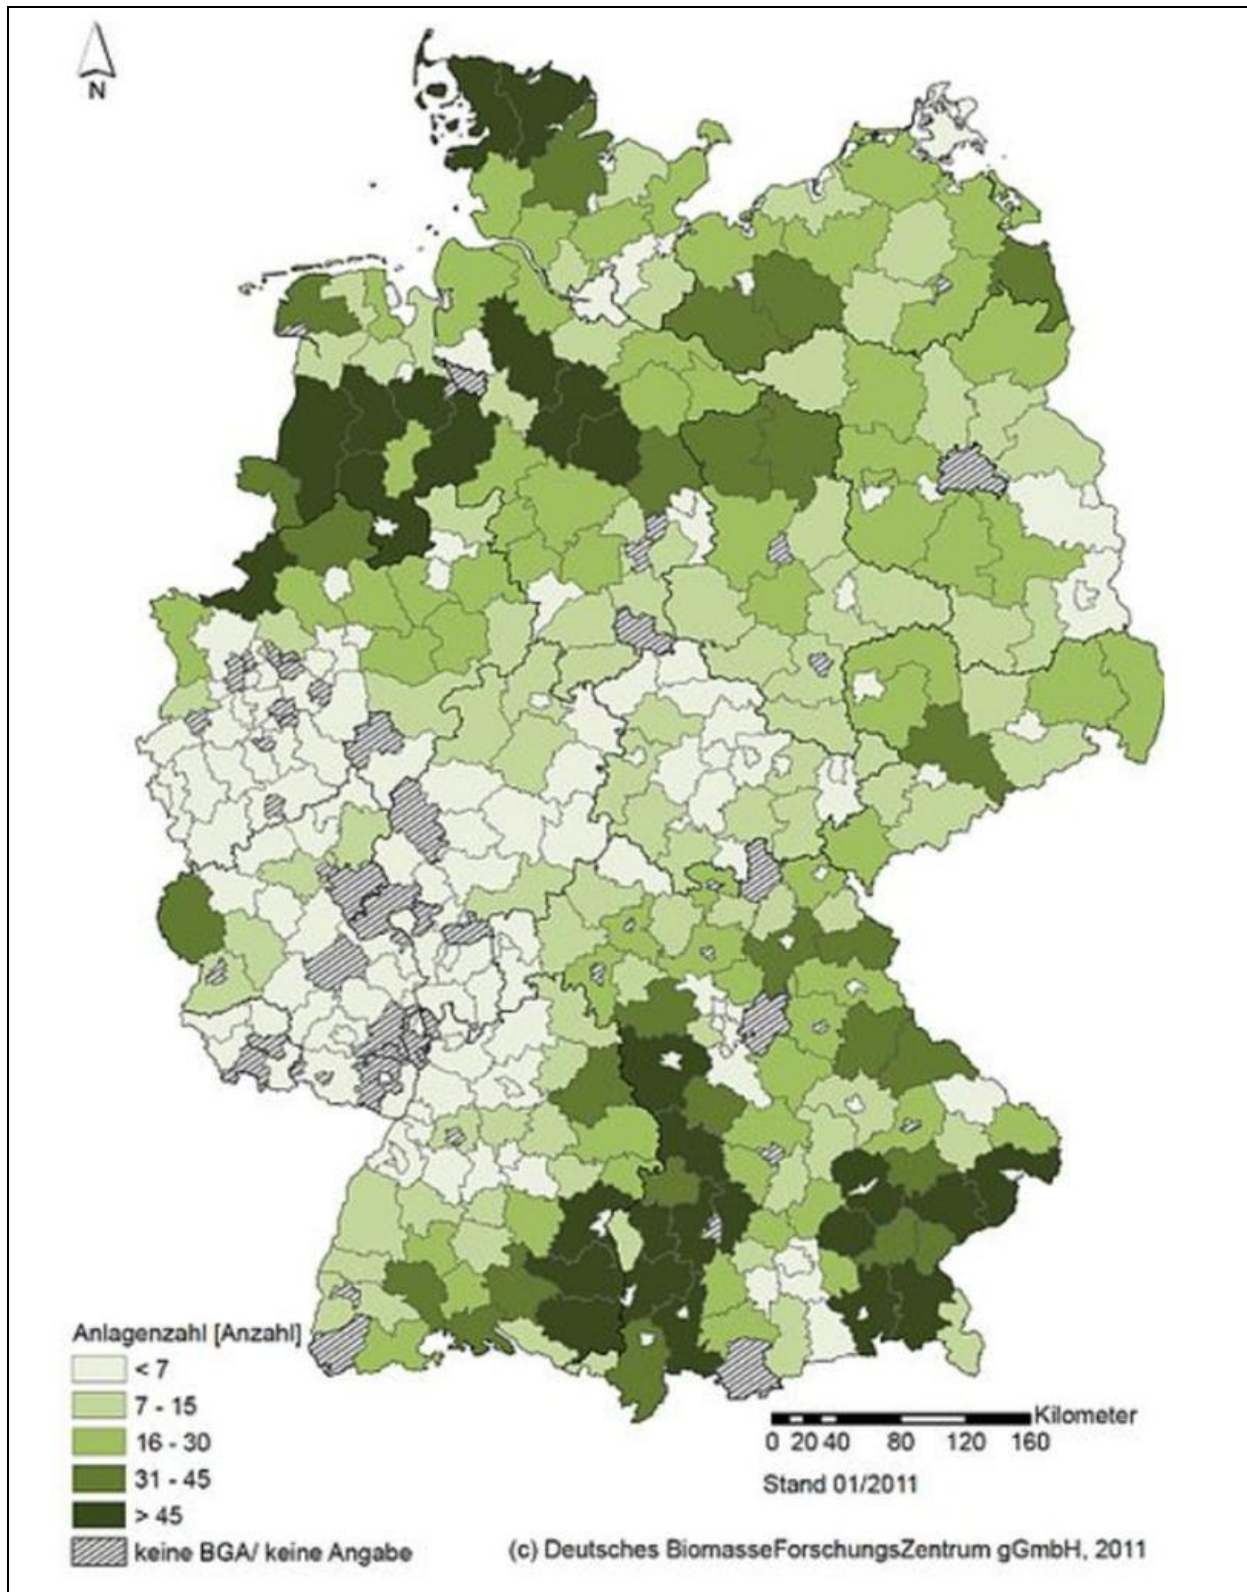 N
Anlagenzahl [Anzahl]
< 7
7 - 15
16 - 30
31 - 45
> 45
keine BGA/ keine Angabe
Kilometer
0 20 40 80 120 160
Stand 01/2011
(c) Deutsches BiomasseForschungsZentrum gGmbH, 2011